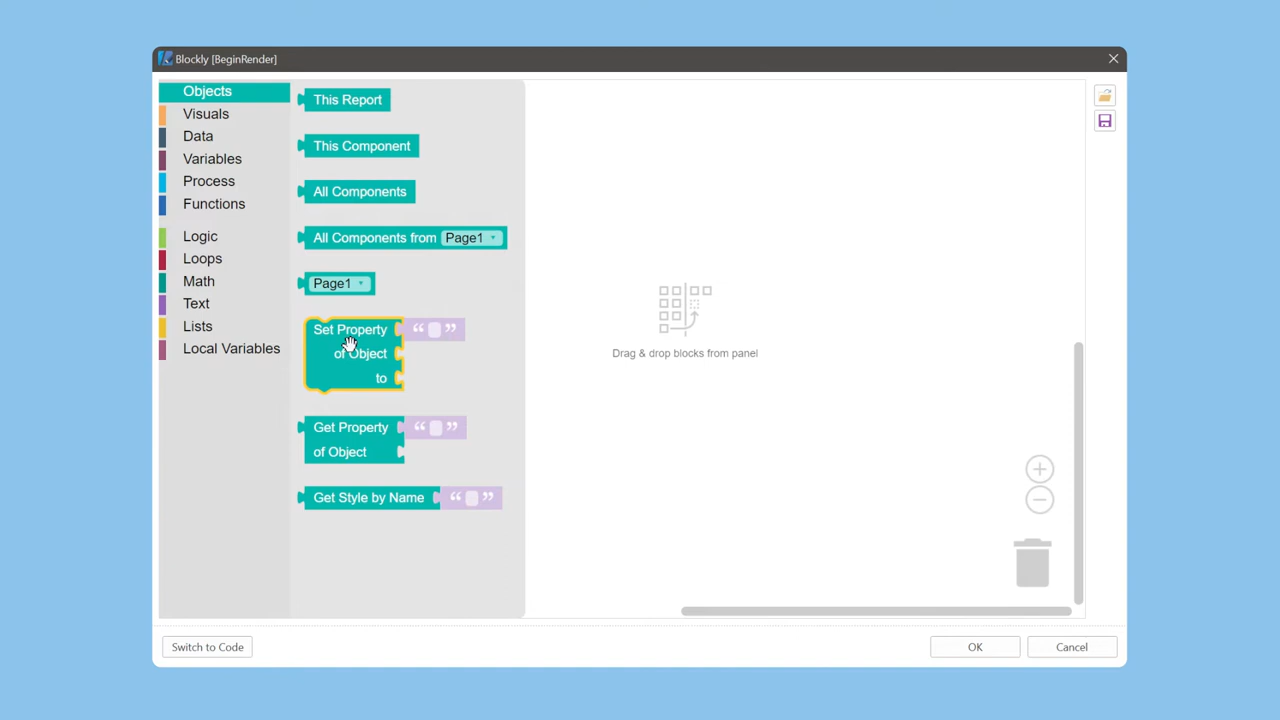 Blockly [BeginRender]
Objects
Visuals
Data
Variables
Process
Functions
Logic
Loops
Math
Text
Lists
Local Variables
This Report
This Component
All Components
All Components from Page1
Page1
Set Property “ ”
of Object
to
Get Property “ ”
of Object
Get Style by Name “ ”
Drag & drop blocks from panel
Switch to Code
OK
Cancel